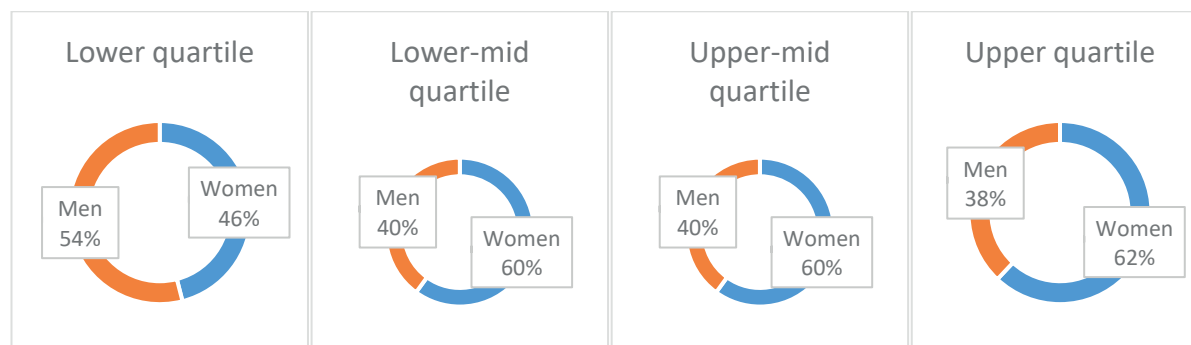 Lower quartile
Men
54%
Women
46%
Lower-mid
quartile
Men
40%
Women
60%
Upper-mid
quartile
Men
40%
Women
60%
Upper quartile
Men
38%
Women
62%